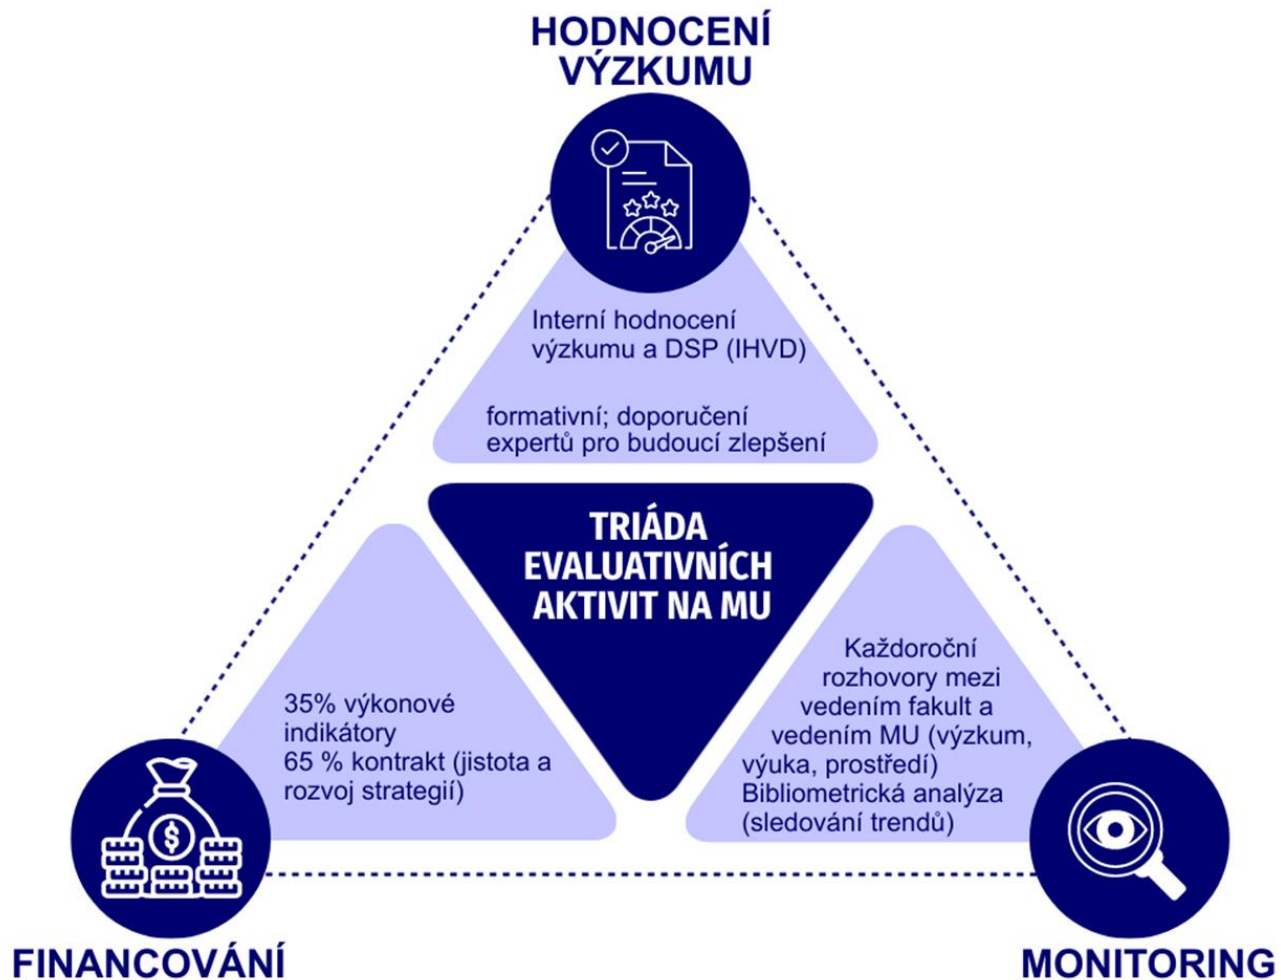 HODNOCENÍ
VÝZKUMU
Interní hodnocení
výzkumu a DSP (IHVD)
formativní; doporučení
expertů pro budoucí zlepšení
TRIÁDA
EVALUATIVNÍCH
AKTIVIT NA MU
35% výkonové
indikátory
65 % kontrakt (jistota a
rozvoj strategií)
Každoroční
rozhovory mezi
vedením fakult a
vedením MU (výzkum,
výuka, prostředí)
Bibliometrická analýza
(sledování trendů)
$
FINANCOVÁNÍ
MONITORING